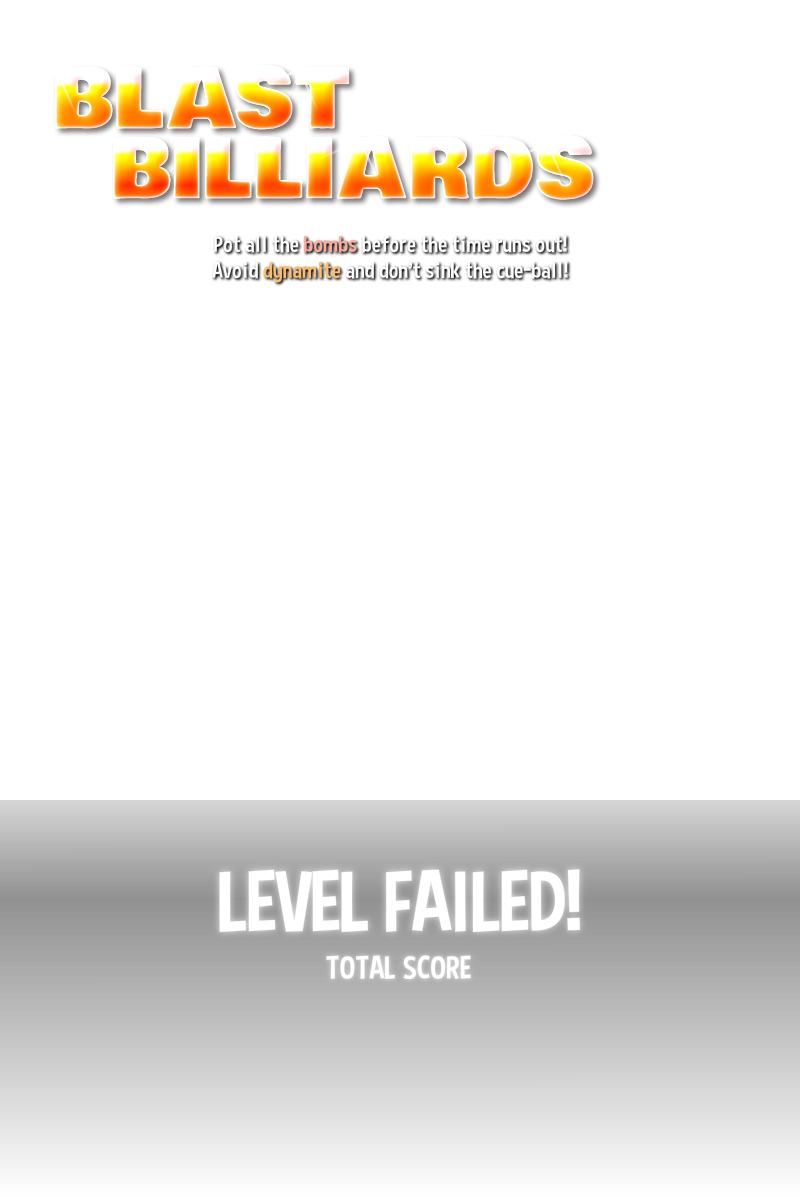 BLAST
BILLIARDS
Pot all the bombs before the time runs out!
Avoid dynamite and don't sink the cue-ball!
LEVEL FAILED!
TOTAL SCORE